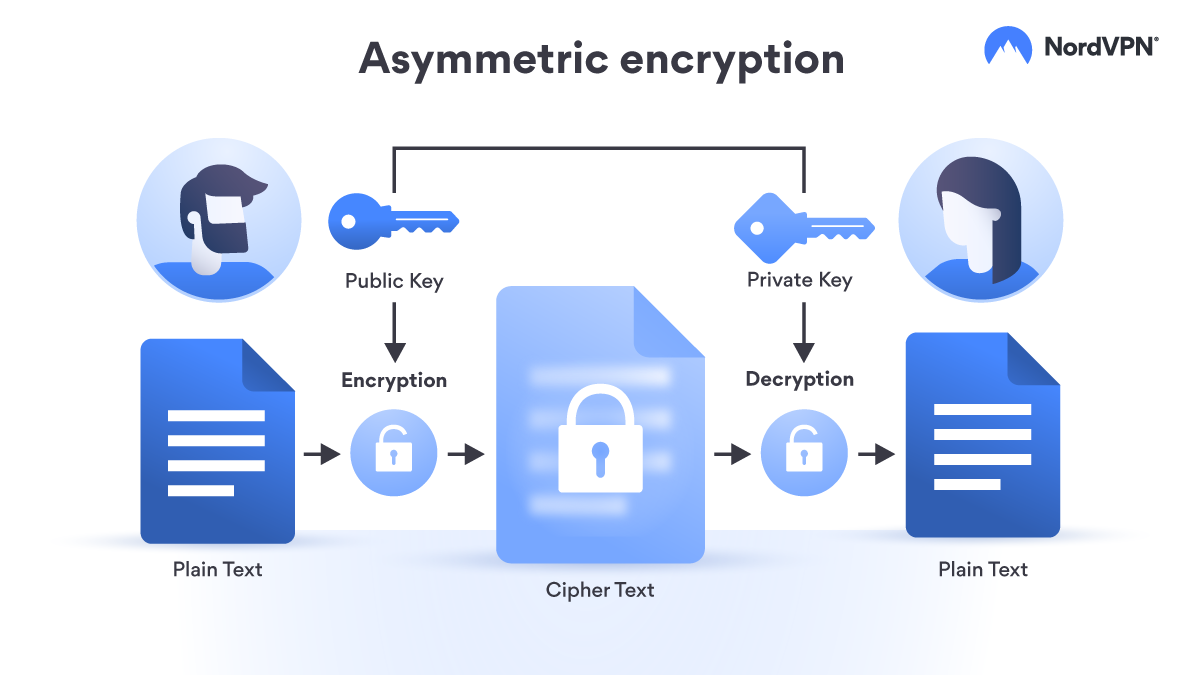 Asymmetric encryption
NordVPN®
Public Key
Private Key
Encryption
Decryption
Plain Text
Cipher Text
Plain Text